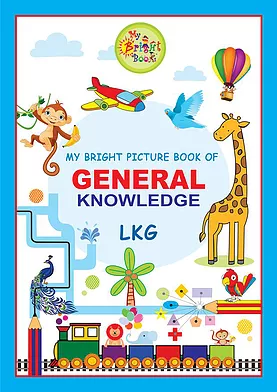 My
Bright
Book
MY BRIGHT PICTURE BOOK OF
GENERAL
KNOWLEDGE
LKG